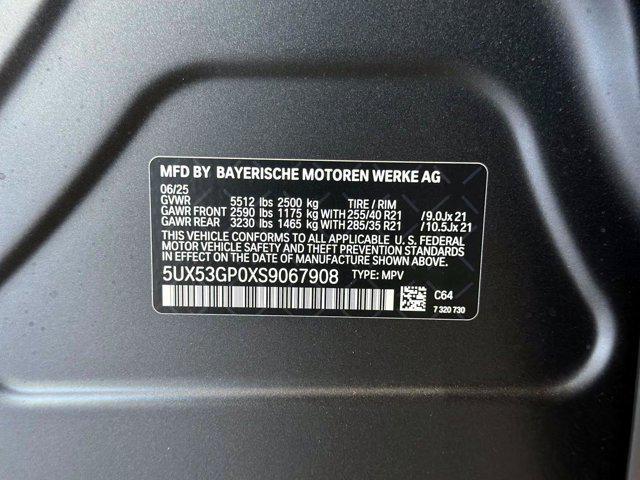 MFD BY BAYERISCHE MOTOREN WERKE AG
06/25
GVWR 5512 lbs 2500 kg TIRE / RIM
GAWR FRONT 2590 lbs 1175 kg WITH 255/40 R21 /9.0Jx 21
GAWR REAR 3230 lbs 1465 kg WITH 285/35 R21 /10.5Jx 21
THIS VEHICLE CONFORMS TO ALL APPLICABLE U. S. FEDERAL
MOTOR VEHICLE SAFETY, AND THEFT PREVENTION STANDARDS
IN EFFECT ON THE DATE OF MANUFACTURE SHOWN ABOVE.
5UX53GP0XS9067908 TYPE: MPV
C64
7 320 730